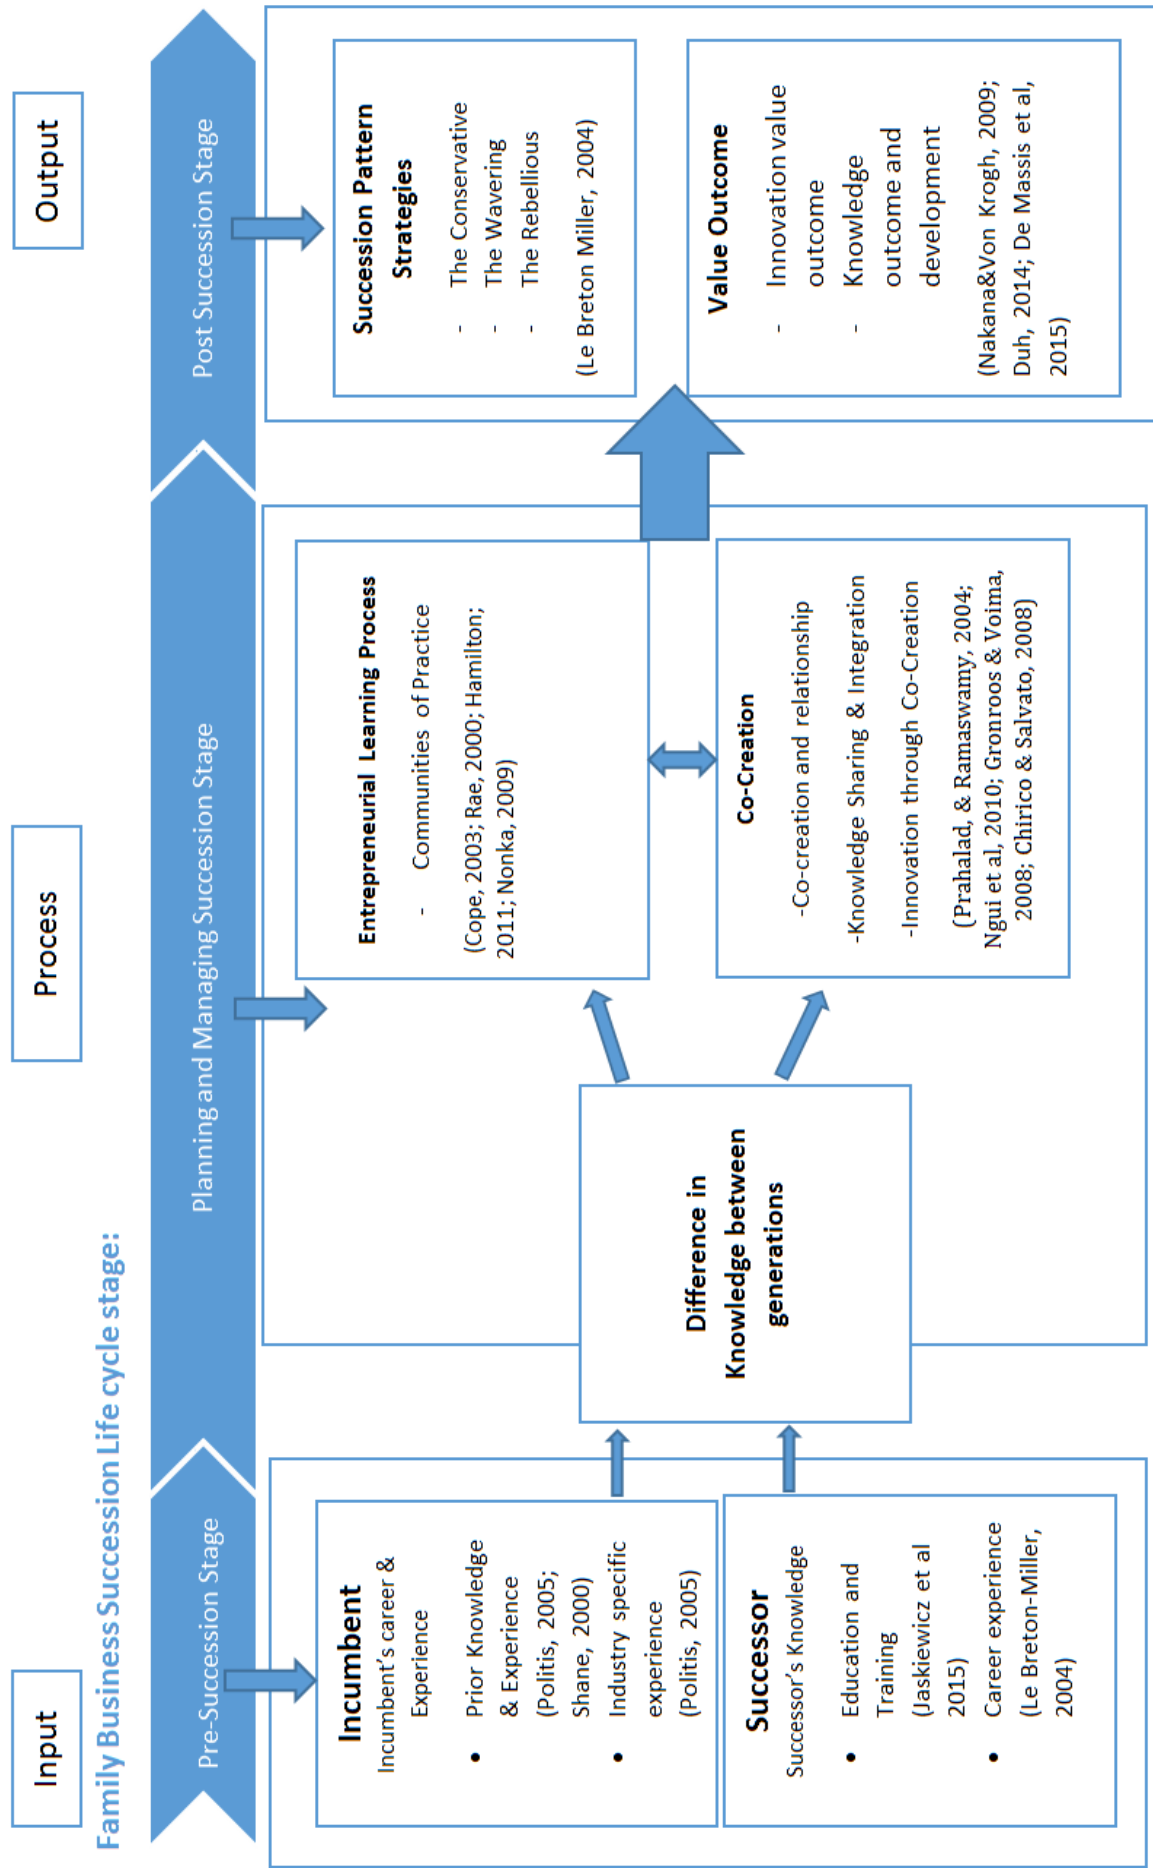 Input
Process
Output
Family Business Succession Life cycle stage:
Pre-Succession Stage
Planning and Managing Succession Stage
Post Succession Stage
Incumbent
Incumbent's career &
Experience
• Prior Knowledge
& Experience
(Politis, 2005;
Shane, 2000)
• Industry specific
experience
(Politis, 2005)
Successor
Successor's Knowledge
• Education and
Training
(Jaskiewicz et al
2015)
• Career experience
(Le Breton-Miller,
2004)
Difference in
Knowledge between
generations
Entrepreneurial Learning Process
- Communities of Practice
(Cope, 2003; Rae, 2000; Hamilton;
2011; Nonka, 2009)
Co-Creation
-Co-creation and relationship
-Knowledge Sharing & Integration
-Innovation through Co-Creation
(Prahalad, & Ramaswamy, 2004;
Ngui et al, 2010; Gronroos & Voima,
2008; Chirico & Salvato, 2008)
Succession Pattern
Strategies
- The Conservative
- The Wavering
- The Rebellious
(Le Breton Miller, 2004)
Value Outcome
- Innovation value
outcome
- Knowledge
outcome and
development
(Nakana&Von Krogh, 2009;
Duh, 2014; De Massis et al,
2015)